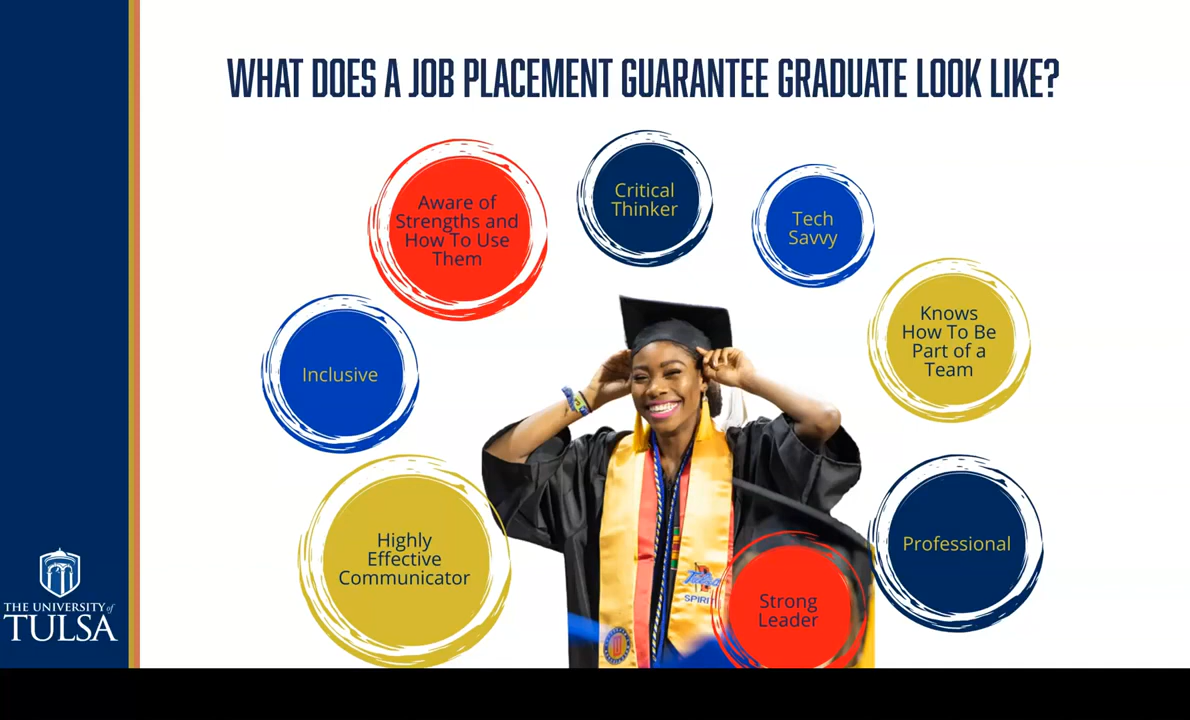 WHAT DOES A JOB PLACEMENT GUARANTEE GRADUATE LOOK LIKE?
Aware of
Strengths and
How To Use
Them
Critical
Thinker
Tech
Savvy
Knows
How To Be
Part of a
Team
Inclusive
Highly
Effective
Communicator
Professional
Strong
Leader
SPIRIT
THE UNIVERSITY of
TULSA